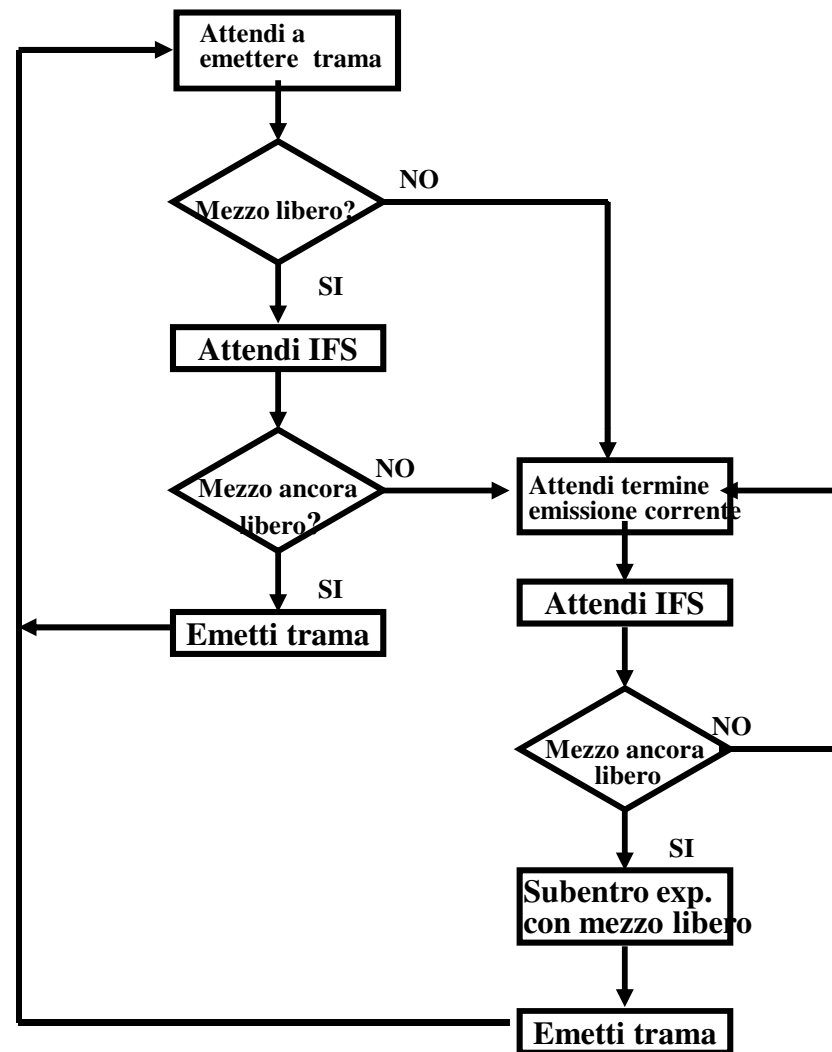 Attendi a
emettere trama
Mezzo libero?
NO
SI
Attendi IFS
Mezzo ancora
libero?
NO
SI
Emetti trama
Attendi termine
emissione corrente
Attendi IFS
Mezzo ancora
libero
NO
SI
Subentro exp.
con mezzo libero
Emetti trama